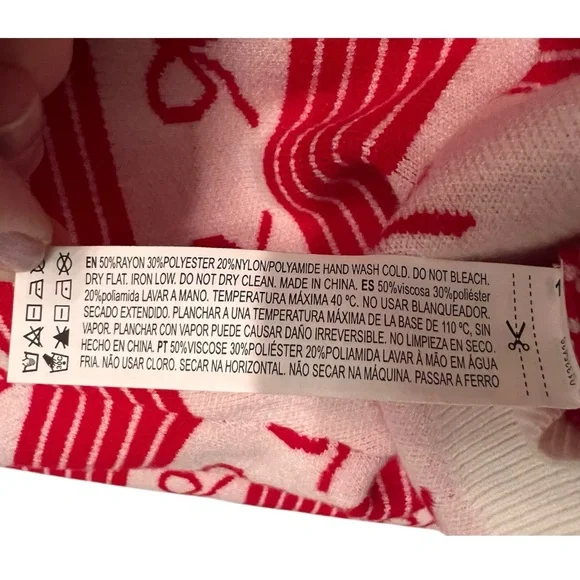 EN 50%RAYON 30%POLYESTER 20%NYLON/POLYAMIDE HAND WASH COLD. DO NOT BLEACH.
DRY FLAT. IRON LOW. DO NOT DRY CLEAN. MADE IN CHINA. ES 50%viscosa 30%poliéster
20%poliamida LAVAR A MANO. TEMPERATURA MÁXIMA 40 ºC. NO USAR BLANQUEADOR.
SECADO EXTENDIDO. PLANCHAR A UNA TEMPERATURA MÁXIMA DE LA BASE DE 110 ºC, SIN
VAPOR. PLANCHAR CON VAPOR PUEDE CAUSAR DAÑO IRREVERSIBLE. NO LIMPIEZA EN SECO.
HECHO EN CHINA. PT 50%VISCOSE 30%POLIÉSTER 20%POLIAMIDA LAVAR À MÃO EM ÁGUA
FRIA. NÃO USAR CLORO. SECAR NA HORIZONTAL. NÃO SECAR NA MÁQUINA. PASSAR A FERRO